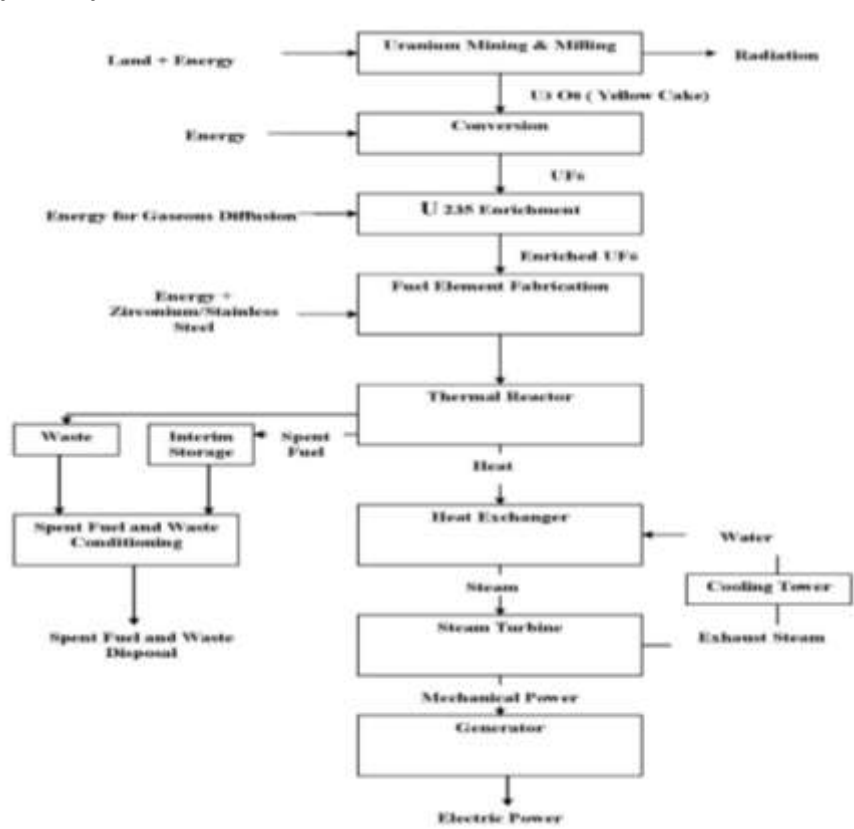 Uranium Mining & Milling
Land + Energy
Radiation
U3 O8 ( Yellow Cake)
Conversion
Energy
UF6
U 235 Enrichment
Energy for Gaseous Diffusion
Enriched UF6
Fuel Element Fabrication
Energy +
Zirconium/Stainless
Steel
Thermal Reactor
Waste
Interim
Storage
Spent
Fuel
Heat
Heat Exchanger
Spent Fuel and Waste
Conditioning
Water
Steam
Cooling Tower
Steam Turbine
Exhaust Steam
Spent Fuel and Waste
Disposal
Mechanical Power
Generator
Electric Power